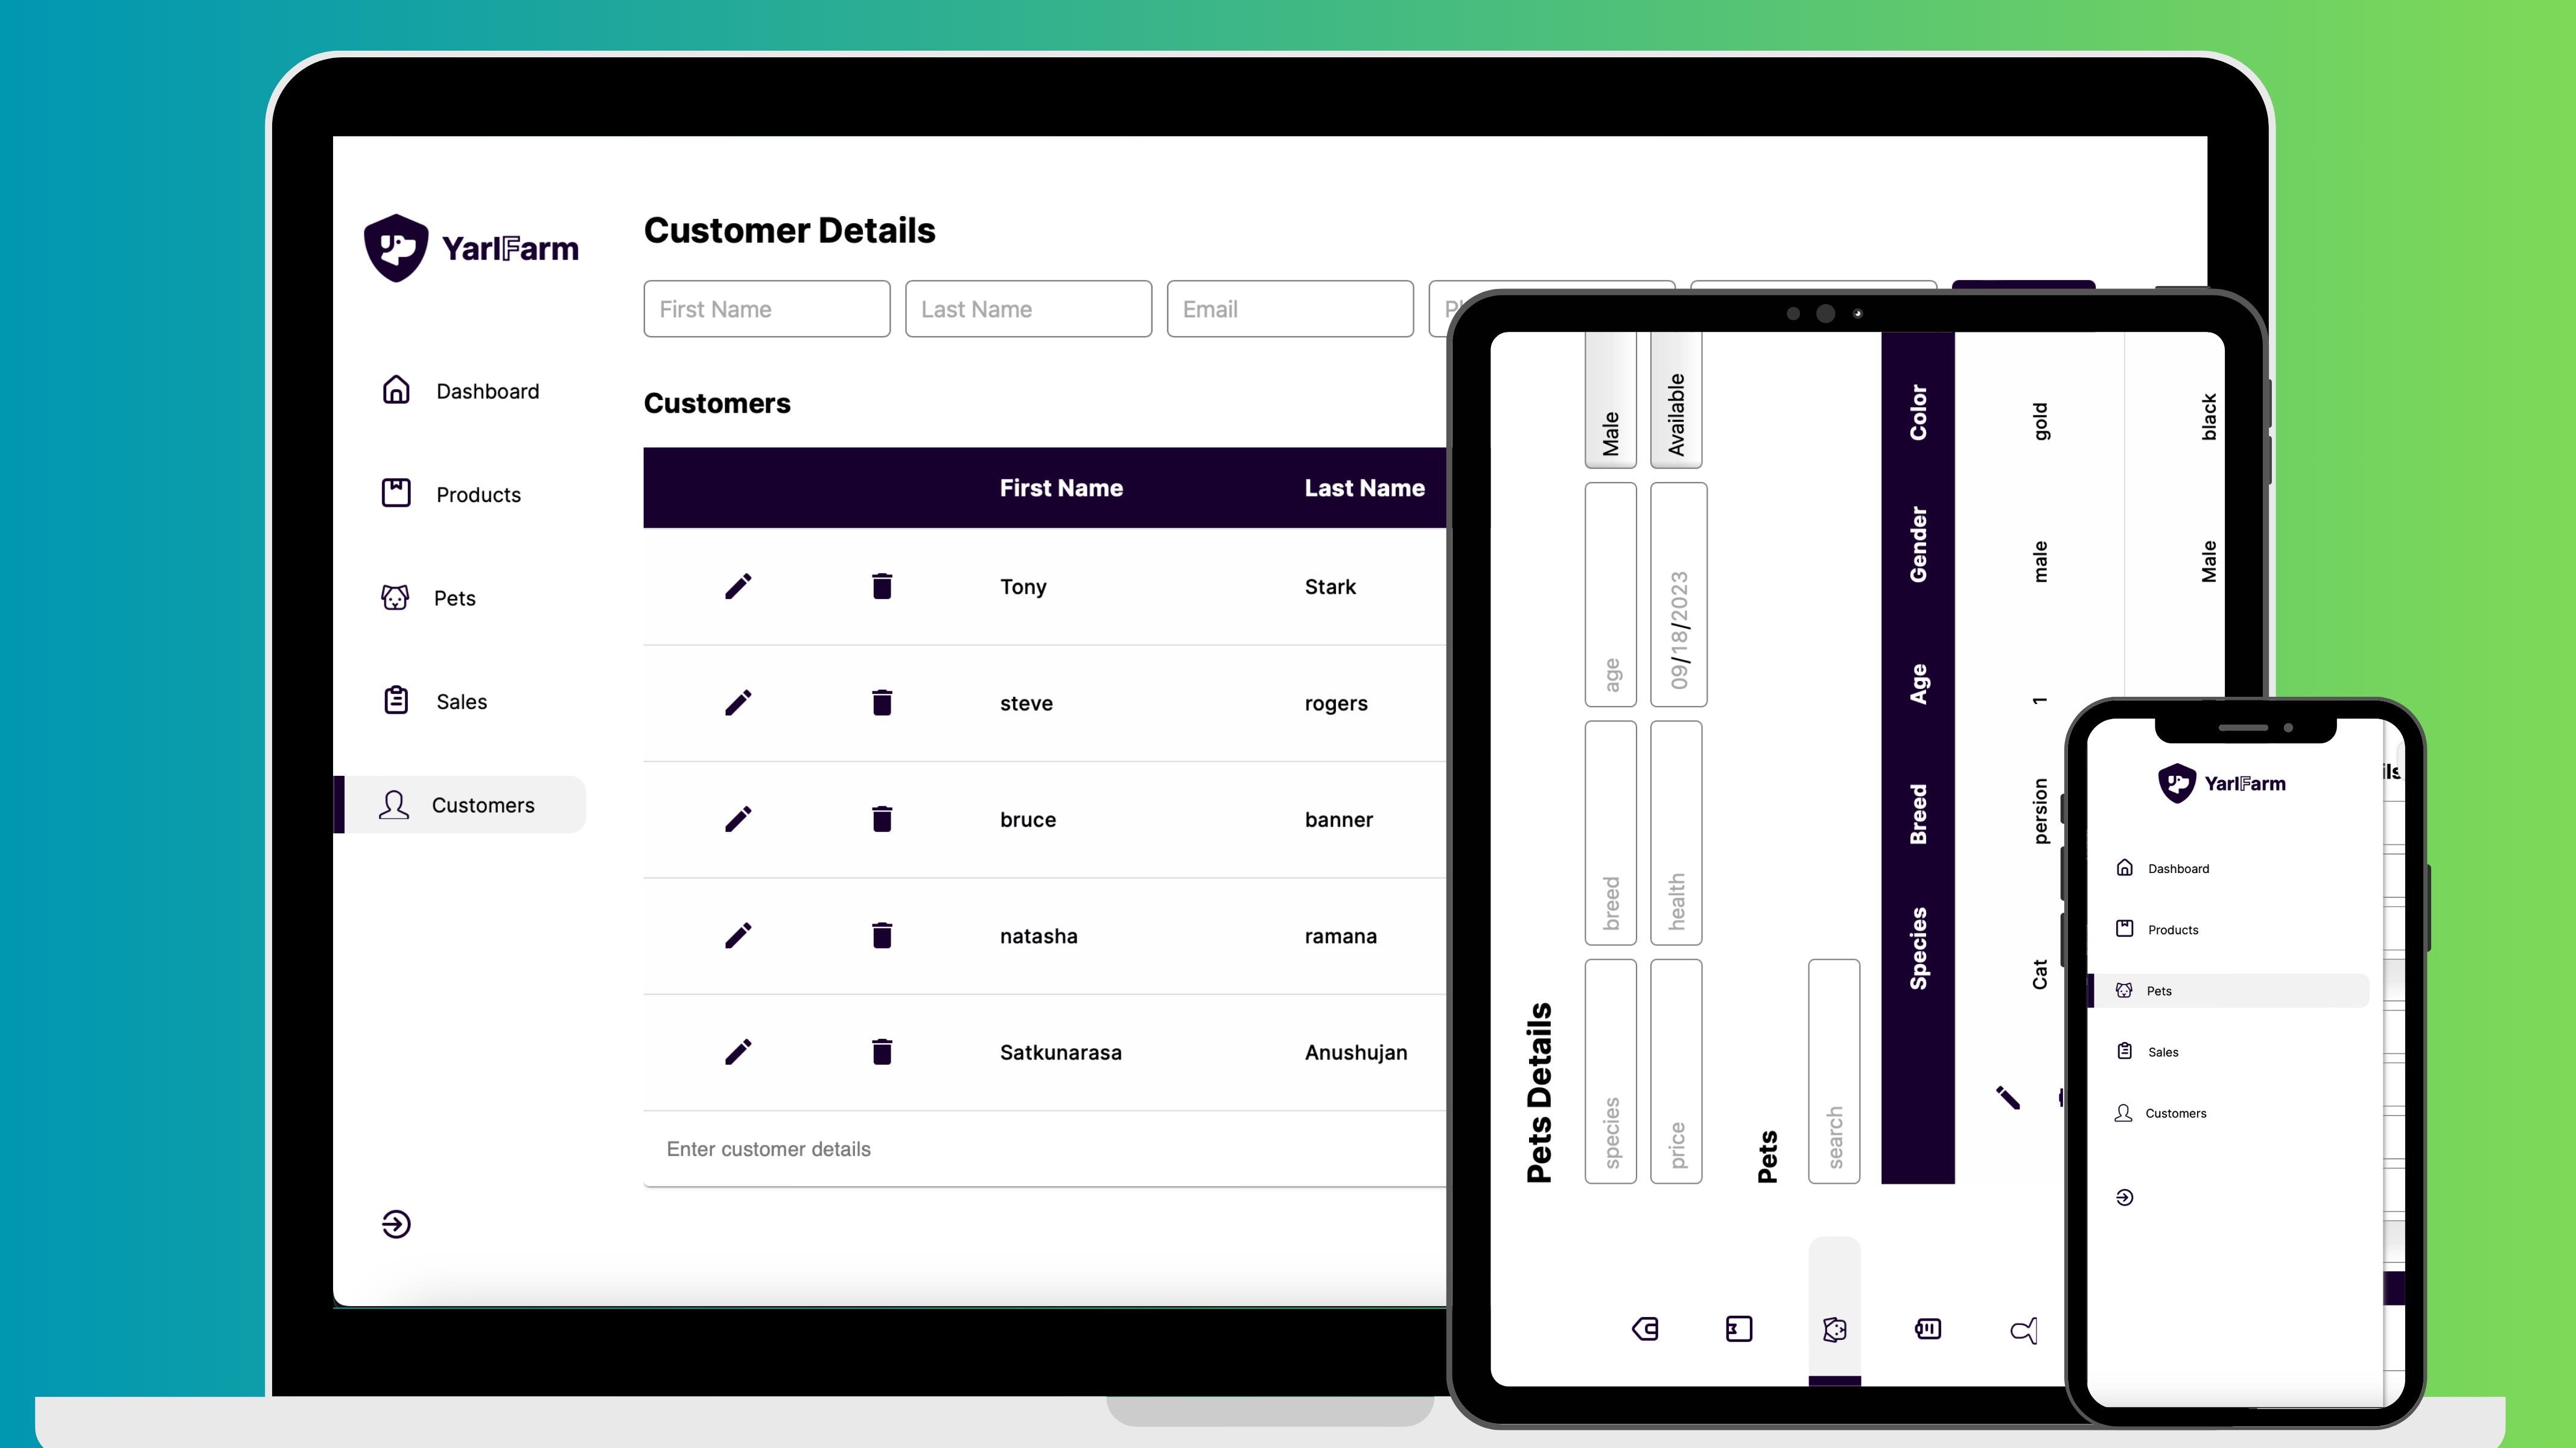 YarlFarm
Dashboard
Products
Pets
Sales
Customers
Customer Details
First Name
Last Name
Email
Customers
First Name Last Name
Tony Stark
steve rogers
bruce banner
natasha ramana
Satkunarasa Anushujan
Enter customer details
Pets Details
species breed age Male
price health 09/18/2023 Available
Pets
search
Species Breed Age Gender Color
Cat persion 1 male gold
Male black
YarlFarm
Dashboard
Products
Pets
Sales
Customers